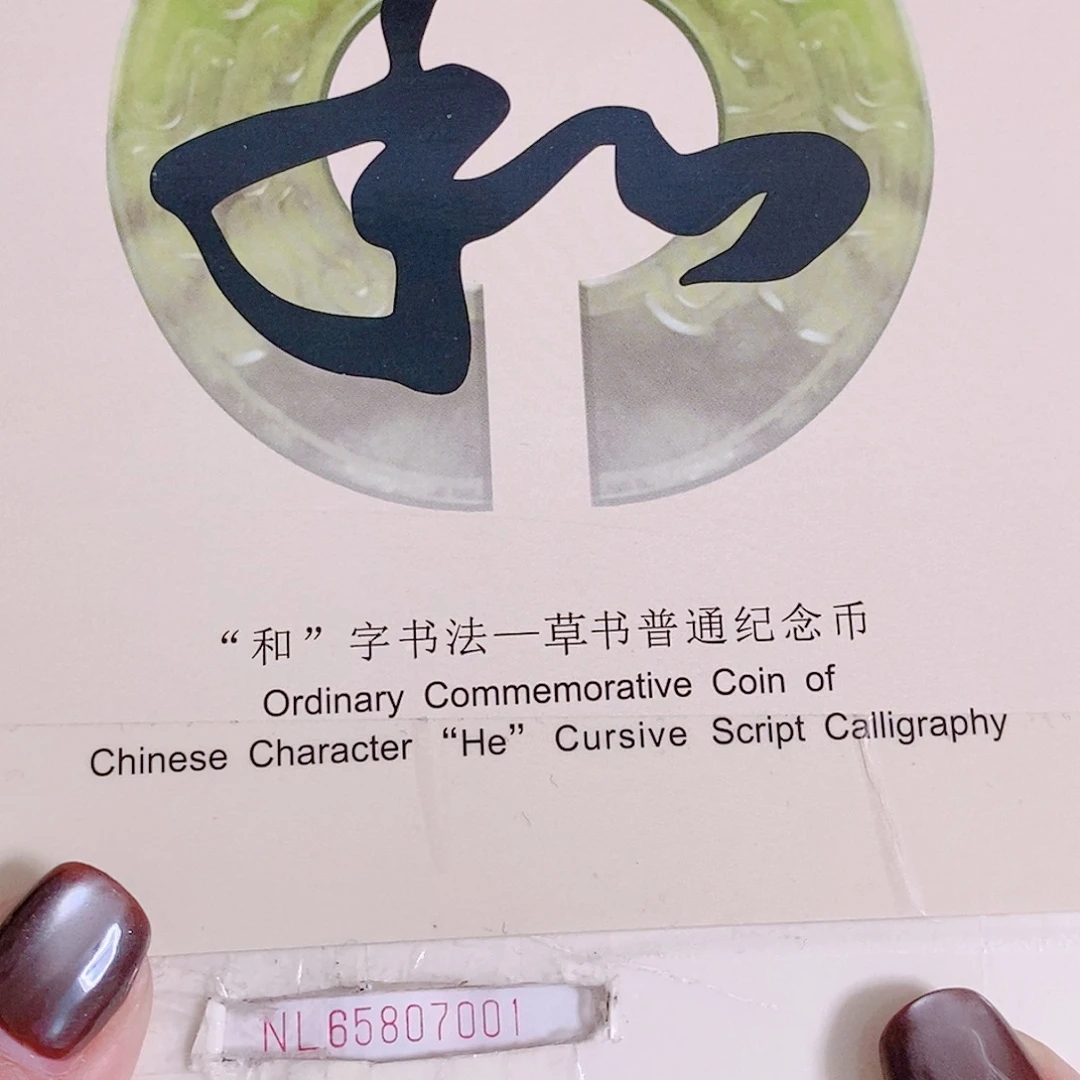 和
“和”字书法—草书普通纪念币
Ordinary Commemorative Coin of
Chinese Character “He” Cursive Script Calligraphy
NL65807001